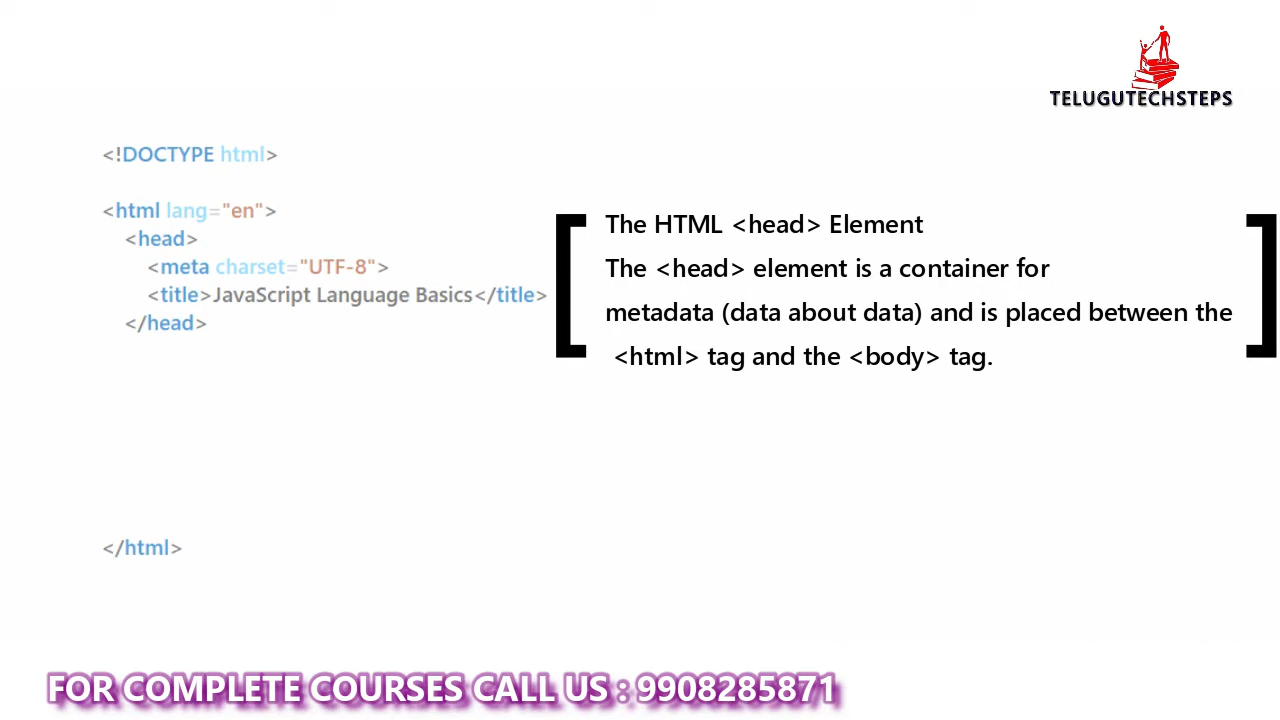 TELUGUTECHSTEPS
<!DOCTYPE html>
<html lang="en">
<head>
<meta charset="UTF-8">
<title>JavaScript Language Basics</title>
</head>
</html>
The HTML <head> Element
The <head> element is a container for
metadata (data about data) and is placed between the
<html> tag and the <body> tag.
FOR COMPLETE COURSES CALL US : 9908285871